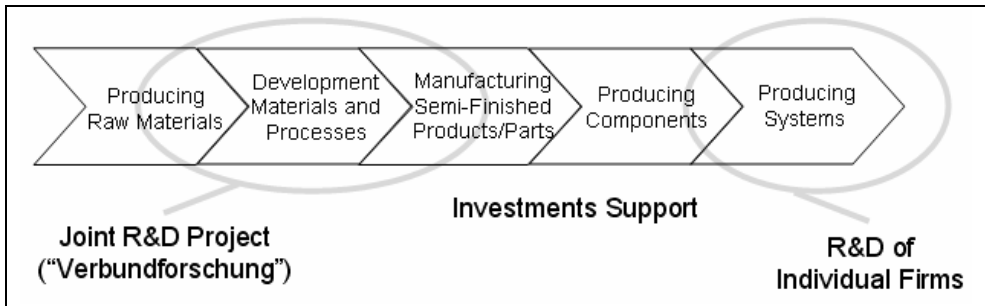 Producing
Raw Materials
Development
Materials and
Processes
Manufacturing
Semi-Finished
Products/Parts
Producing
Components
Producing
Systems
Investments Support
Joint R&D Project
(“Verbundforschung”)
R&D of
Individual Firms